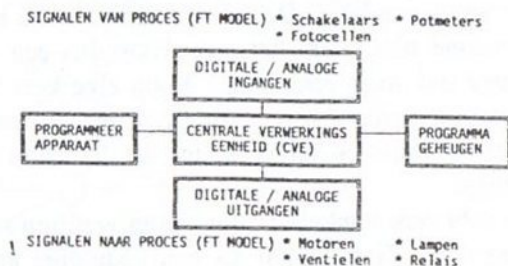 SIGNALEN VAN PROCES (FT MODEL) * Schakelaars * Potmeters
* Fotocellen
DIGITALE / ANALOGE
INGANGEN
PROGRAMMEER
APPARAAT
CENTRALE VERWERKINGS
EENHEID (CVE)
PROGRAMMA
GEHEUGEN
DIGITALE / ANALOGE
UITGANGEN
SIGNALEN NAAR PROCES (FT MODEL) * Motoren * Lampen
* Ventielen * Relais